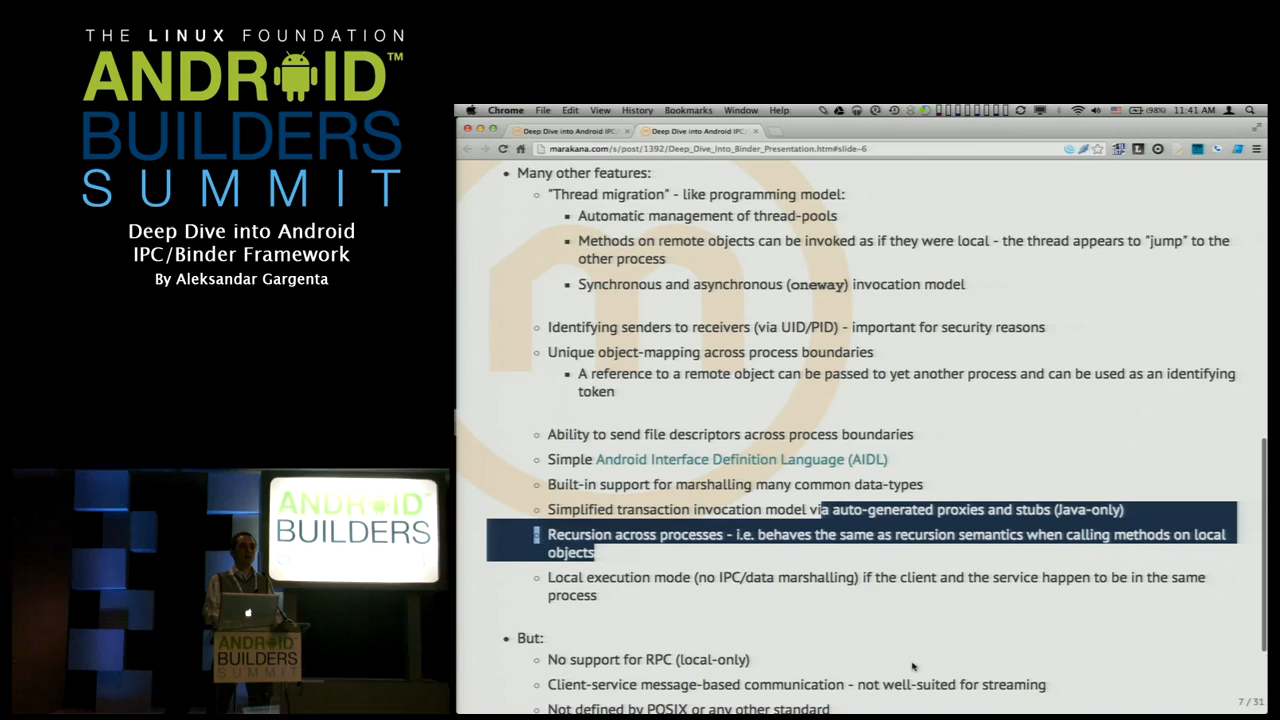 THE LINUX FOUNDATION
ANDROID™
BUILDERS
SUMMIT
Deep Dive into Android
IPC/Binder Framework
By Aleksandar Gargenta
Chrome File Edit View History Bookmarks Window Help (98%) 11:41 AM
Deep Dive into Android IPC/ Deep Dive into Android IPC/
marakana.com/s/post/1392/Deep_Dive_Into_Binder_Presentation.htm#slide-6
• Many other features:
"Thread migration" - like programming model:
Automatic management of thread-pools
Methods on remote objects can be invoked as if they were local - the thread appears to "jump" to the
other process
Synchronous and asynchronous (oneway) invocation model
Identifying senders to receivers (via UID/PID) - important for security reasons
Unique object-mapping across process boundaries
A reference to a remote object can be passed to yet another process and can be used as an identifying
token
Ability to send file descriptors across process boundaries
Simple Android Interface Definition Language (AIDL)
Built-in support for marshalling many common data-types
Simplified transaction invocation model via auto-generated proxies and stubs (Java-only)
Recursion across processes - i.e. behaves the same as recursion semantics when calling methods on local
objects
Local execution mode (no IPC/data marshalling) if the client and the service happen to be in the same
process
• But:
No support for RPC (local-only)
Client-service message-based communication - not well-suited for streaming
Not defined by POSIX or any other standard
7 / 31
ANDROID
BUILDERS
ANDROID
BUILDERS
SUMMIT